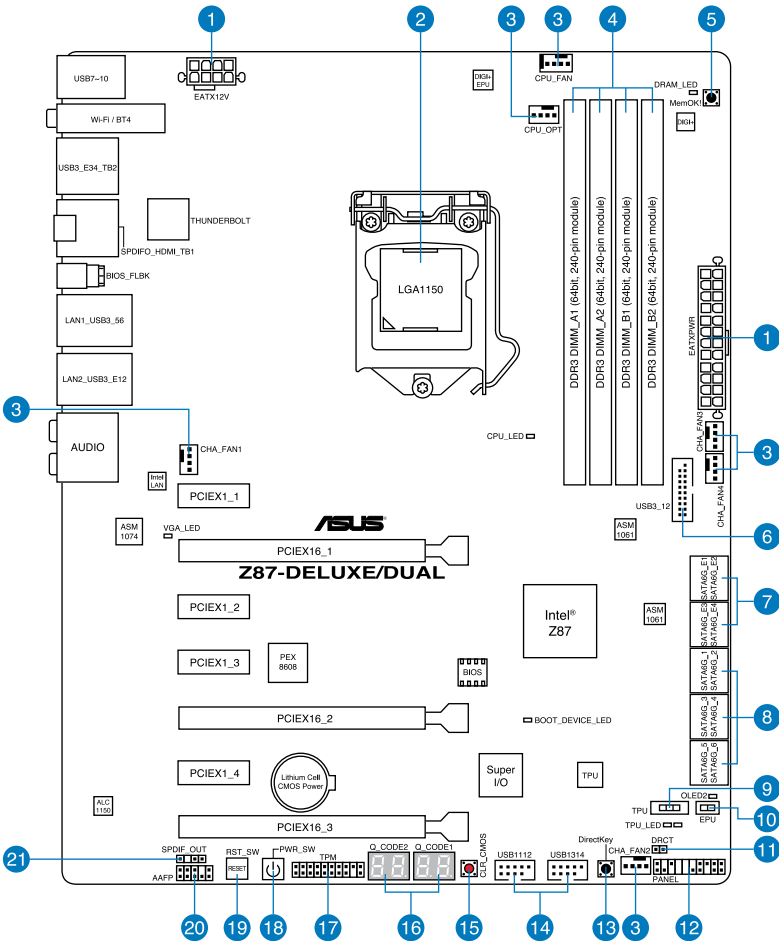 1
2
3
3
4
5
USB7~10
EATX12V
DIGI+
EPU
CPU_FAN
DRAM_LED
MemOK!
Wi-Fi / BT4
CPU_OPT
DIGI+
USB3_E34_TB2
THUNDERBOLT
SPDIFO_HDMI_TB1
BIOS_FLBK
LGA1150
DDR3 DIMM_A1 (64bit, 240-pin module)
DDR3 DIMM_A2 (64bit, 240-pin module)
DDR3 DIMM_B1 (64bit, 240-pin module)
DDR3 DIMM_B2 (64bit, 240-pin module)
LAN1_USB3_56
EATXPWR
1
LAN2_USB3_E12
3
AUDIO
CHA_FAN1
CPU_LED
CHA_FAN3
3
Intel
LAN
PCIEX1_1
USB3_12
CHA_FAN4
ASM
1074
VGA_LED
ASUS
ASM
1061
6
PCIEX16_1
Z87-DELUXE/DUAL
SATA6G_E1
SATA6G_E2
PCIEX1_2
Intel®
Z87
ASM
1061
7
SATA6G_E3
SATA6G_E4
PCIEX1_3
PEX
8608
BIOS
SATA6G_1
SATA6G_2
PCIEX16_2
BOOT_DEVICE_LED
SATA6G_3
SATA6G_4
8
PCIEX1_4
Lithium Cell
CMOS Power
Super
I/O
TPU
SATA6G_5
SATA6G_6
ALC
1150
OLED2
9
TPU
EPU
10
PCIEX16_3
TPU_LED
SPDIF_OUT
RST_SW
PWR_SW
TPM
Q_CODE2
Q_CODE1
CLR_CMOS
USB1112
USB1314
DirectKey
CHA_FAN2
DRCT
11
21
AAFP
RESET
88
88
PANEL
20
19
18
17
16
15
14
13
3
12